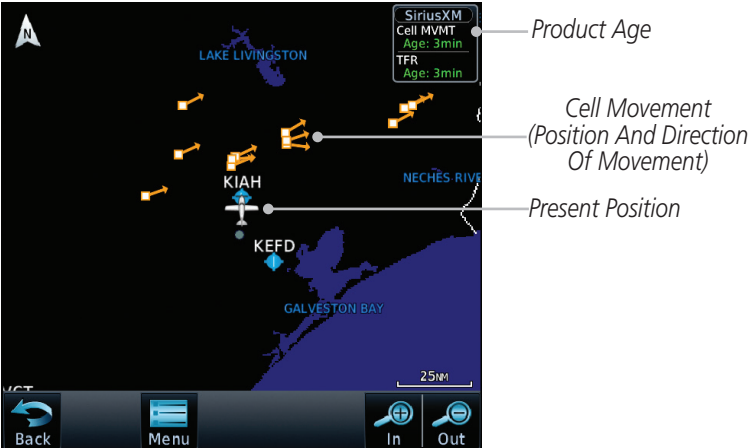 N
SiriusXM
Cell MVMT
Age: 3min
TFR
Age: 3min
Product Age
LAKE LIVINGSTON
Cell Movement
(Position And Direction
Of Movement)
KIAH
NECHES RIVE
Present Position
KEFD
GALVESTON BAY
25NM
Back
Menu
In
Out